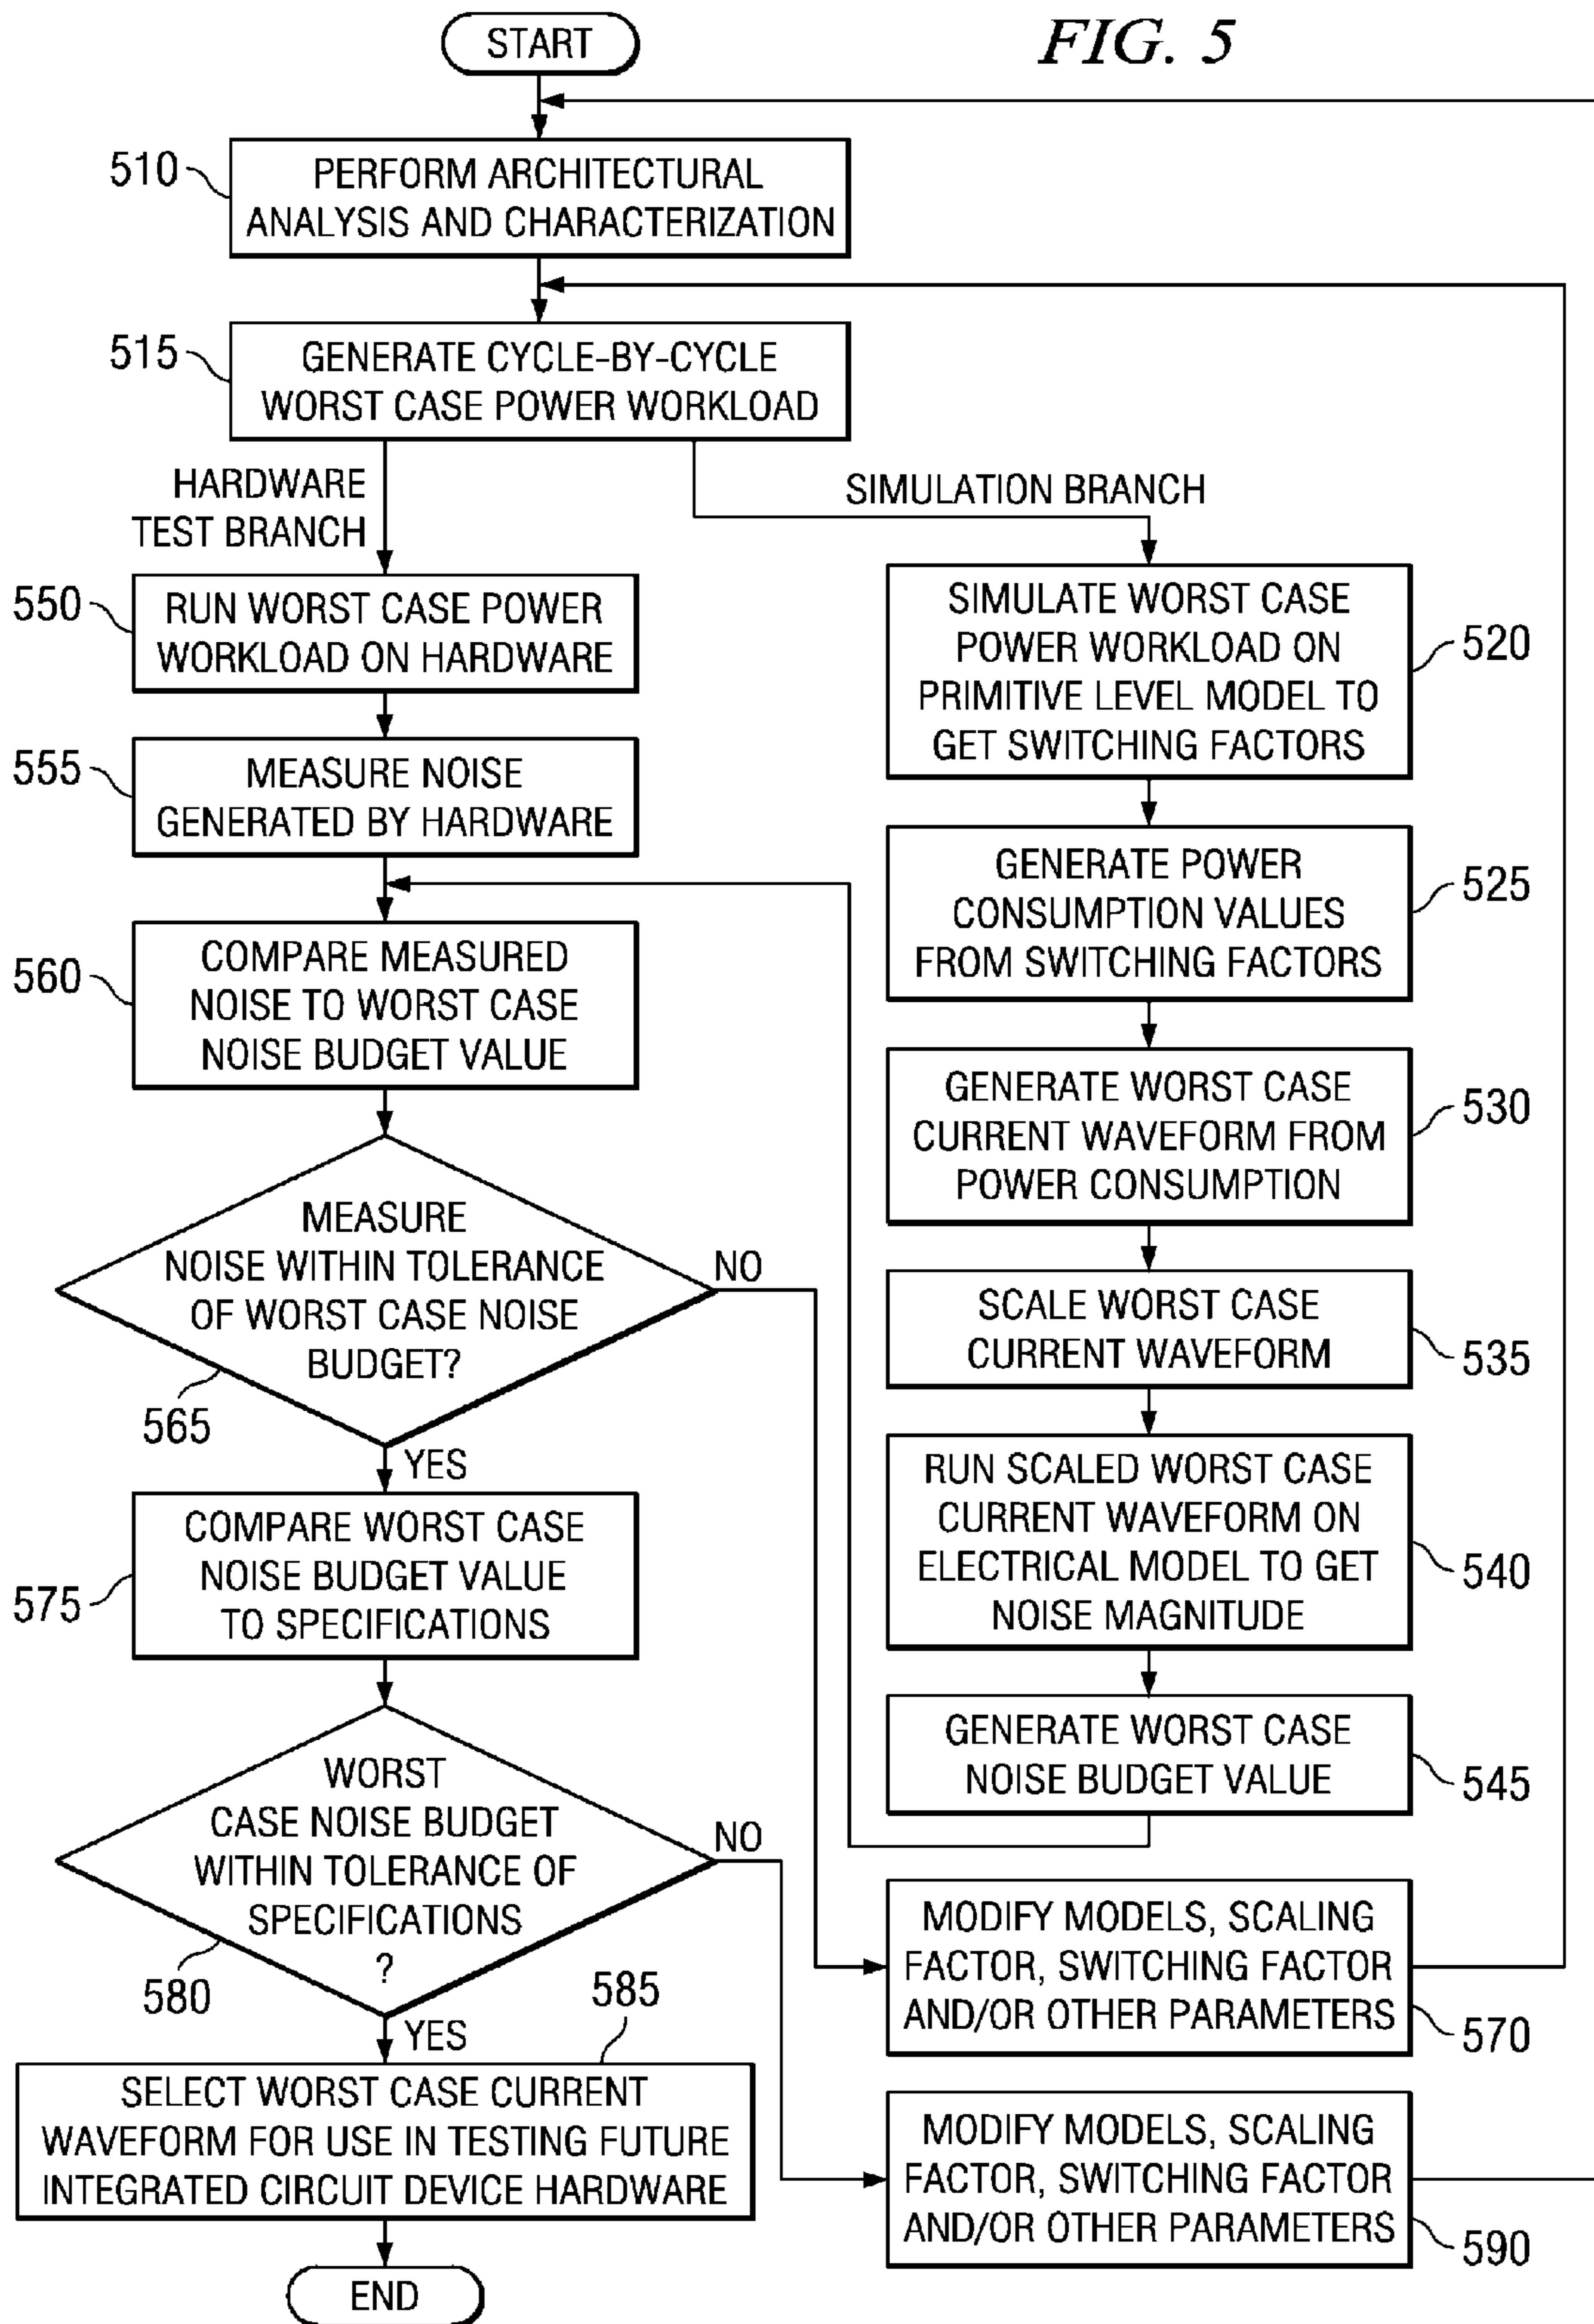 START
FIG. 5
510
PERFORM ARCHITECTURAL
ANALYSIS AND CHARACTERIZATION
515
GENERATE CYCLE-BY-CYCLE
WORST CASE POWER WORKLOAD
HARDWARE
TEST BRANCH
SIMULATION BRANCH
550
RUN WORST CASE POWER
WORKLOAD ON HARDWARE
555
MEASURE NOISE
GENERATED BY HARDWARE
560
COMPARE MEASURED
NOISE TO WORST CASE
NOISE BUDGET VALUE
MEASURE
NOISE WITHIN TOLERANCE
OF WORST CASE NOISE
BUDGET?
NO
565
YES
COMPARE WORST CASE
NOISE BUDGET VALUE
TO SPECIFICATIONS
575
WORST
CASE NOISE BUDGET
WITHIN TOLERANCE OF
SPECIFICATIONS
?
NO
580
YES
585
SELECT WORST CASE CURRENT
WAVEFORM FOR USE IN TESTING FUTURE
INTEGRATED CIRCUIT DEVICE HARDWARE
END
SIMULATE WORST CASE
POWER WORKLOAD ON
PRIMITIVE LEVEL MODEL TO
GET SWITCHING FACTORS
520
GENERATE POWER
CONSUMPTION VALUES
FROM SWITCHING FACTORS
525
GENERATE WORST CASE
CURRENT WAVEFORM FROM
POWER CONSUMPTION
530
SCALE WORST CASE
CURRENT WAVEFORM
535
RUN SCALED WORST CASE
CURRENT WAVEFORM ON
ELECTRICAL MODEL TO GET
NOISE MAGNITUDE
540
GENERATE WORST CASE
NOISE BUDGET VALUE
545
MODIFY MODELS, SCALING
FACTOR, SWITCHING FACTOR
AND/OR OTHER PARAMETERS
570
MODIFY MODELS, SCALING
FACTOR, SWITCHING FACTOR
AND/OR OTHER PARAMETERS
590